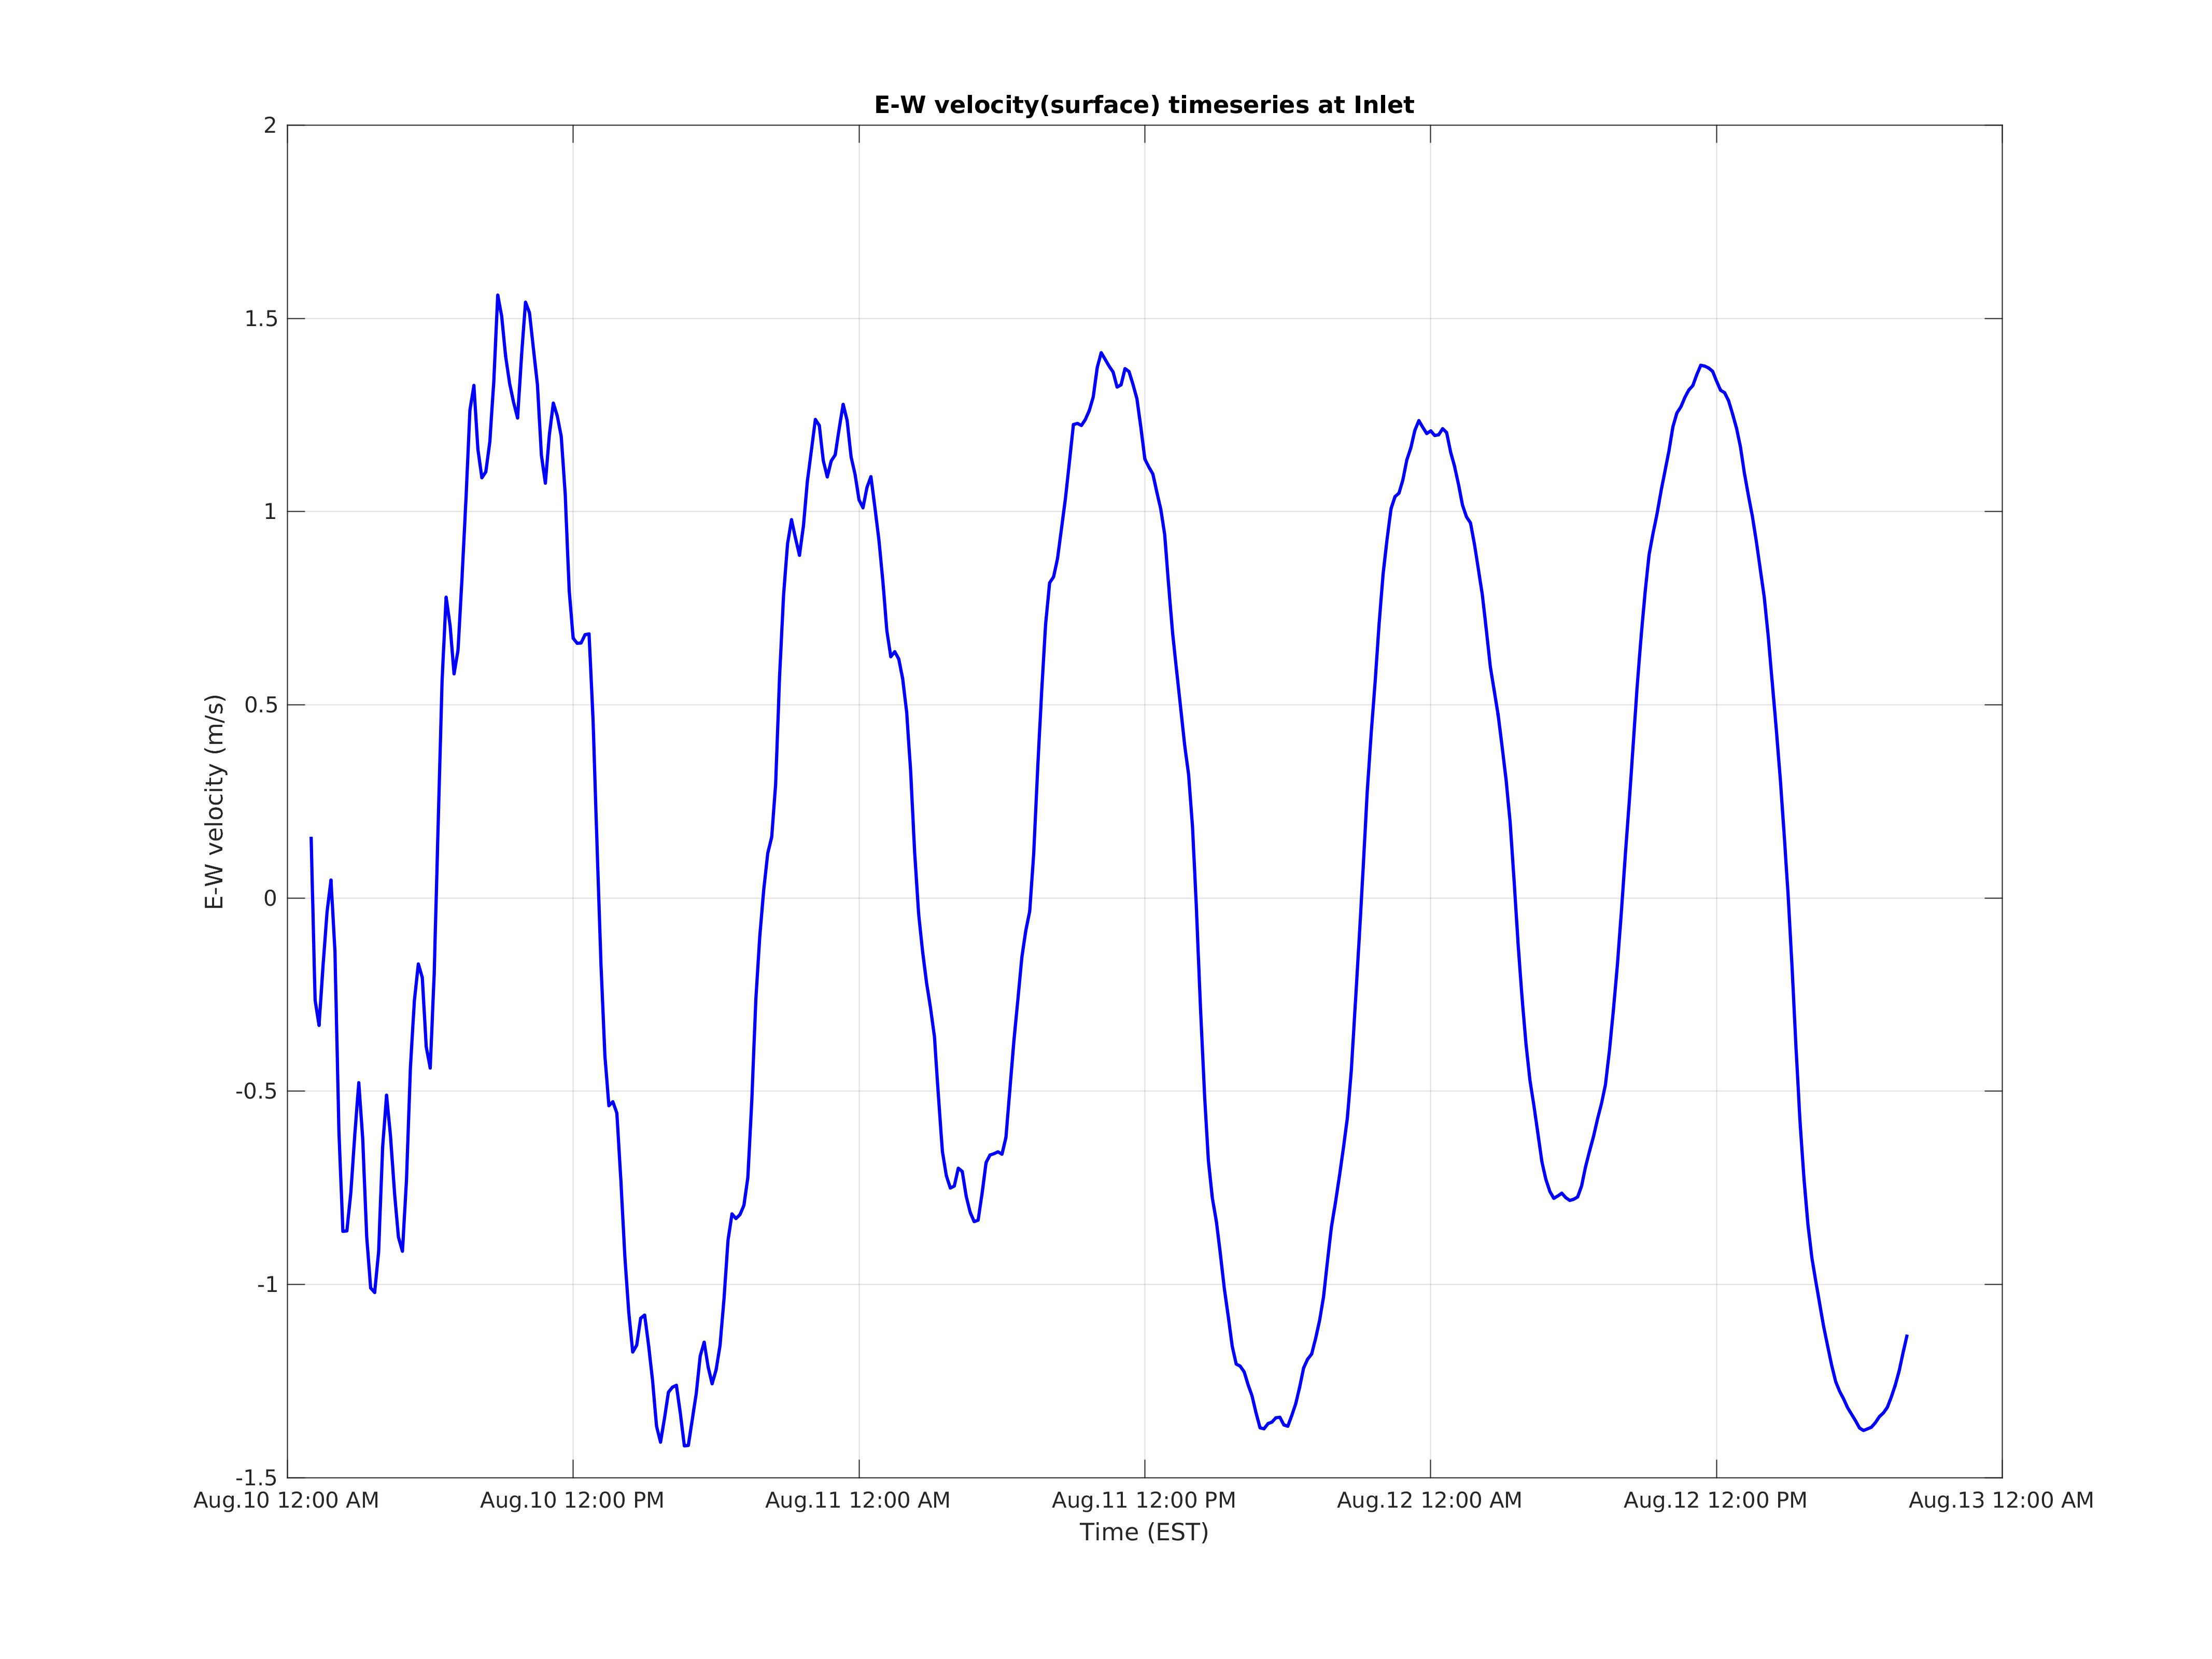 E-W velocity(surface) timeseries at Inlet
2
1.5
1
0.5
0
-0.5
-1
-1.5
E-W velocity (m/s)
Aug.10 12:00 AM Aug.10 12:00 PM Aug.11 12:00 AM Aug.11 12:00 PM Aug.12 12:00 AM Aug.12 12:00 PM Aug.13 12:00 AM
Time (EST)